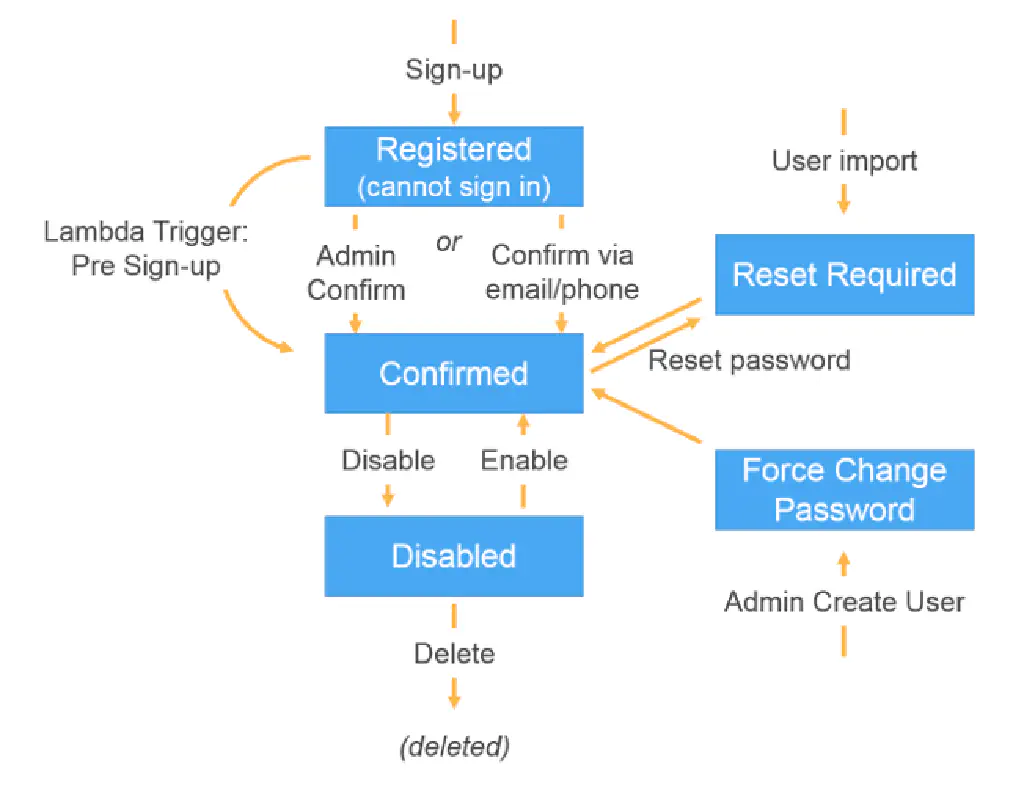 Sign-up
Registered
(cannot sign in)
User import
Lambda Trigger:
Pre Sign-up
or
Admin
Confirm
Confirm via
email/phone
Reset Required
Confirmed
Reset password
Disable
Enable
Force Change
Password
Disabled
Admin Create User
Delete
(deleted)